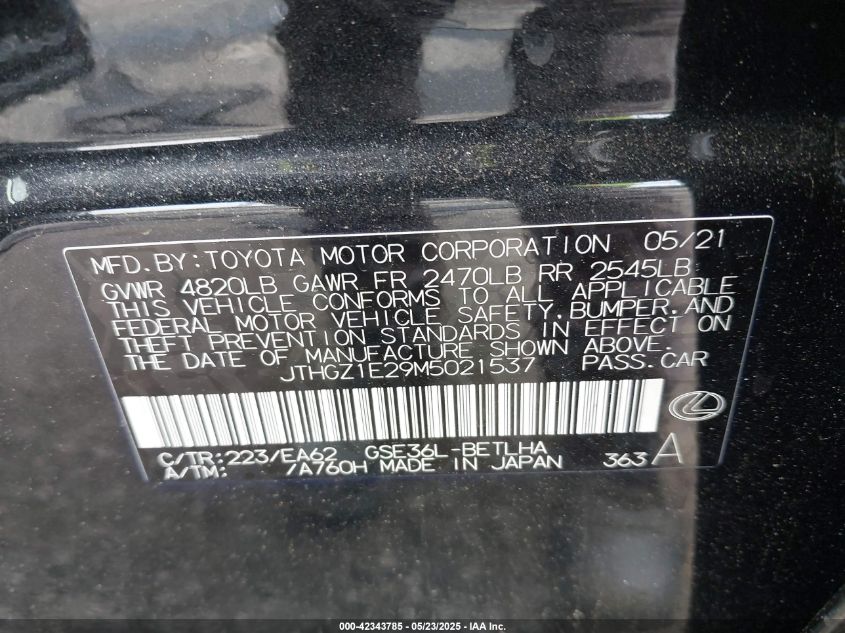 MFD.BY:TOYOTA MOTOR CORPORATION 05/21
GVWR 4820LB GAWR FR 2470LB RR 2545LB
THIS VEHICLE CONFORMS TO ALL APPLICABLE
FEDERAL MOTOR VEHICLE SAFETY,BUMPER,AND
THEFT PREVENTION STANDARDS IN EFFECT ON
THE DATE OF MANUFACTURE SHOWN ABOVE.
JTHGZ1E29M5021537 PASS.CAR
C/TR:223/EA62 GSE36L-BETLHA
A/TM: /A760H MADE IN JAPAN 363 A
000-42343785 - 05/23/2025 - IAA Inc.